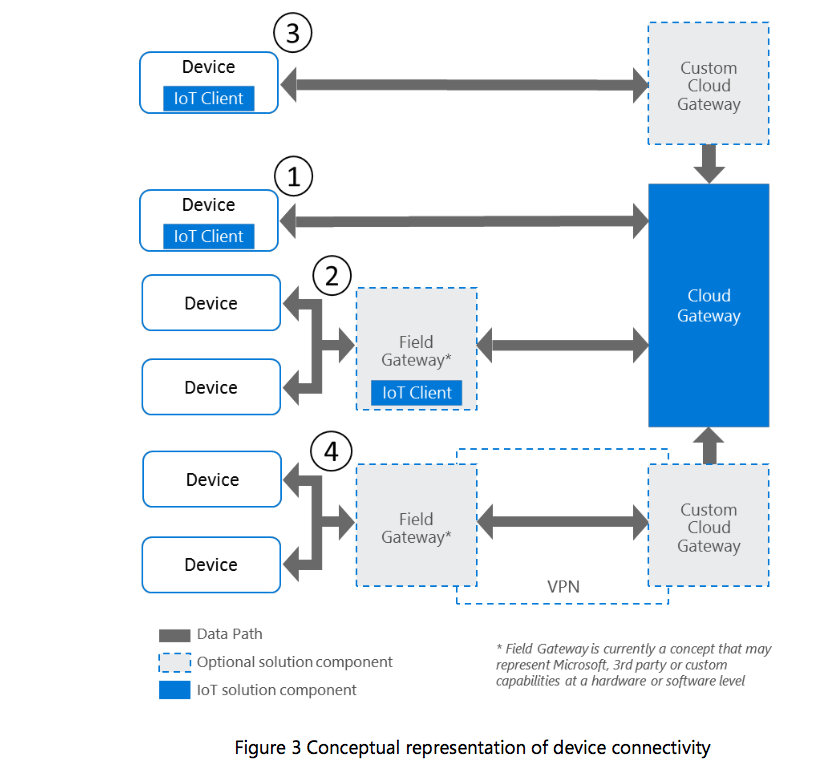 3
Device
IoT Client
Custom
Cloud
Gateway
1
Device
IoT Client
Cloud
Gateway
2
Device
Device
Field
Gateway*
IoT Client
4
Device
Device
Field
Gateway*
VPN
Custom
Cloud
Gateway
Data Path
Optional solution component
IoT solution component
* Field Gateway is currently a concept that may
represent Microsoft, 3rd party or custom
capabilities at a hardware or software level
Figure 3 Conceptual representation of device connectivity